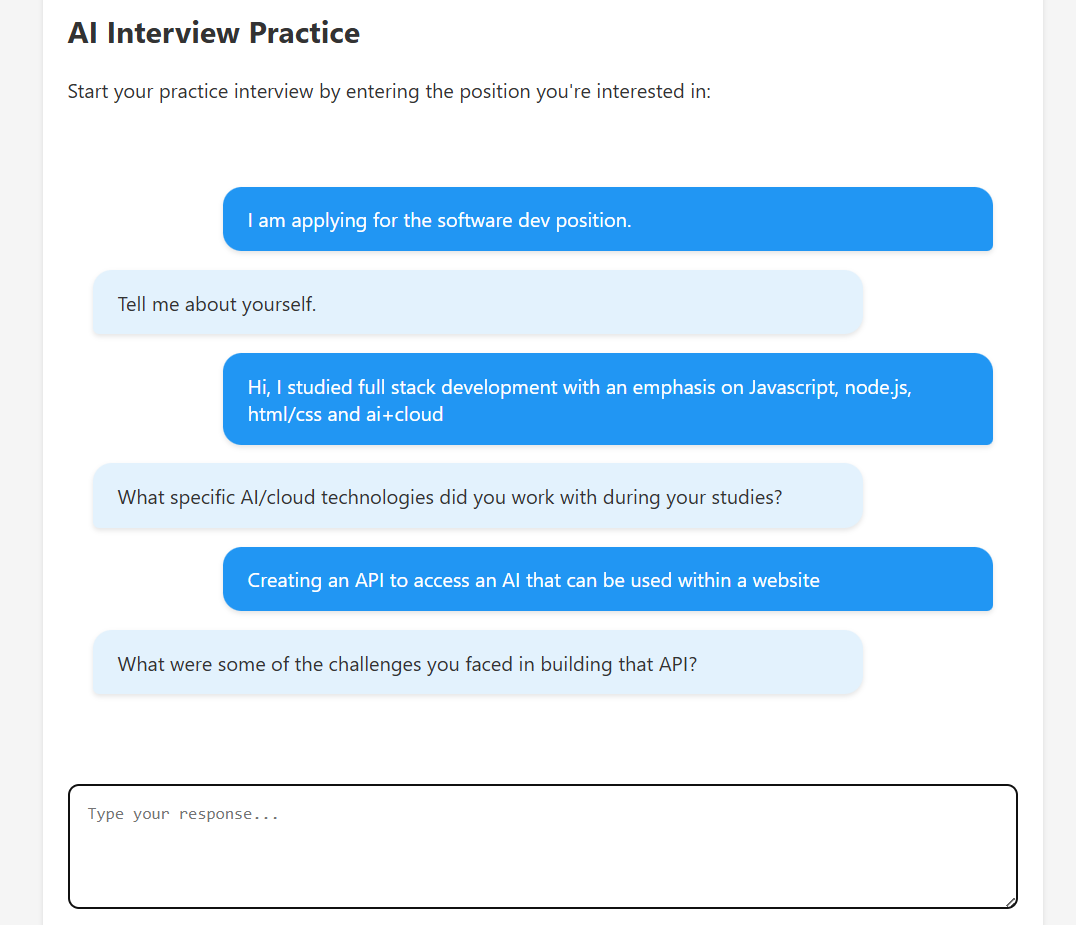 AI Interview Practice
Start your practice interview by entering the position you're interested in:
I am applying for the software dev position.
Tell me about yourself.
Hi, I studied full stack development with an emphasis on Javascript, node.js,
html/css and ai+cloud
What specific AI/cloud technologies did you work with during your studies?
Creating an API to access an AI that can be used within a website
What were some of the challenges you faced in building that API?
Type your response...